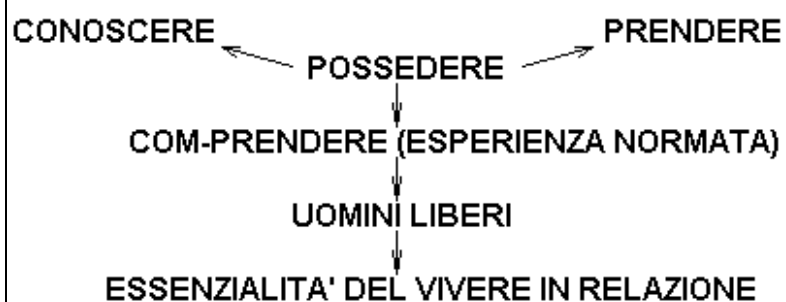 CONOSCERE PRENDERE
POSSEDERE
COM-PRENDERE (ESPERIENZA NORMATA)
UOMINI LIBERI
ESSENZIALITA' DEL VIVERE IN RELAZIONE